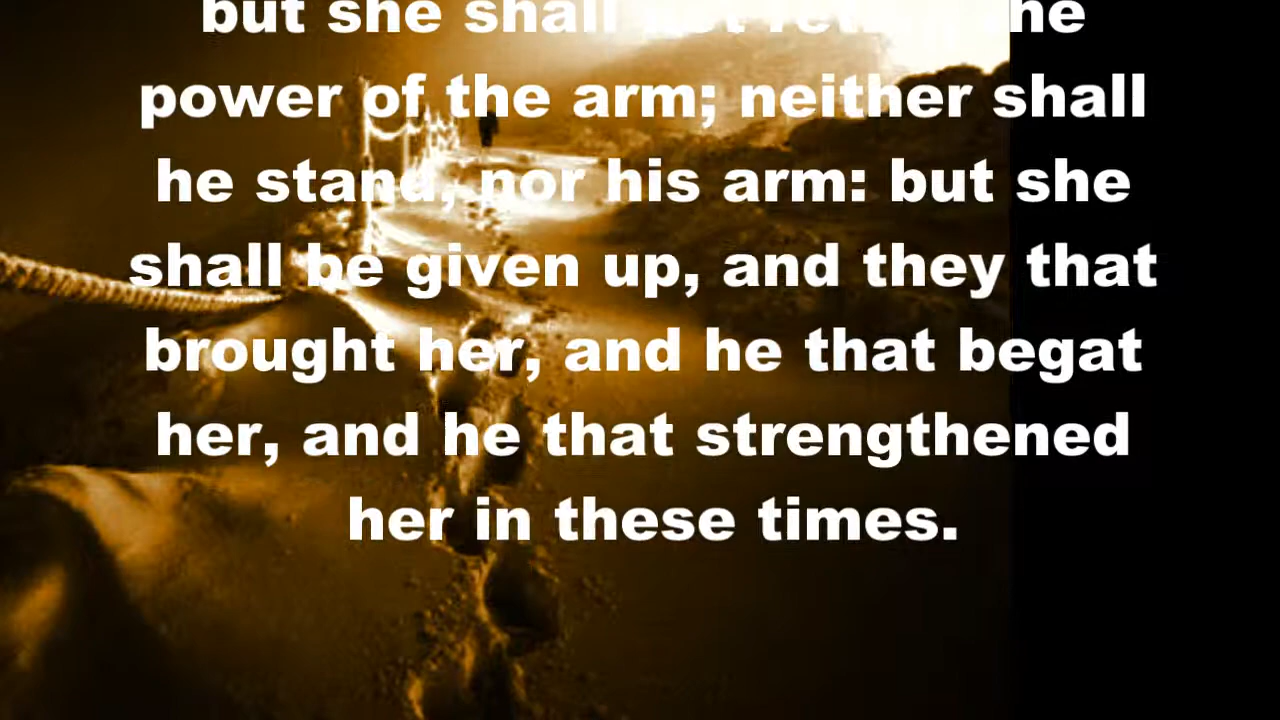 but she shall not retain the
power of the arm; neither shall
he stand, nor his arm: but she
shall be given up, and they that
brought her, and he that begat
her, and he that strengthened
her in these times.